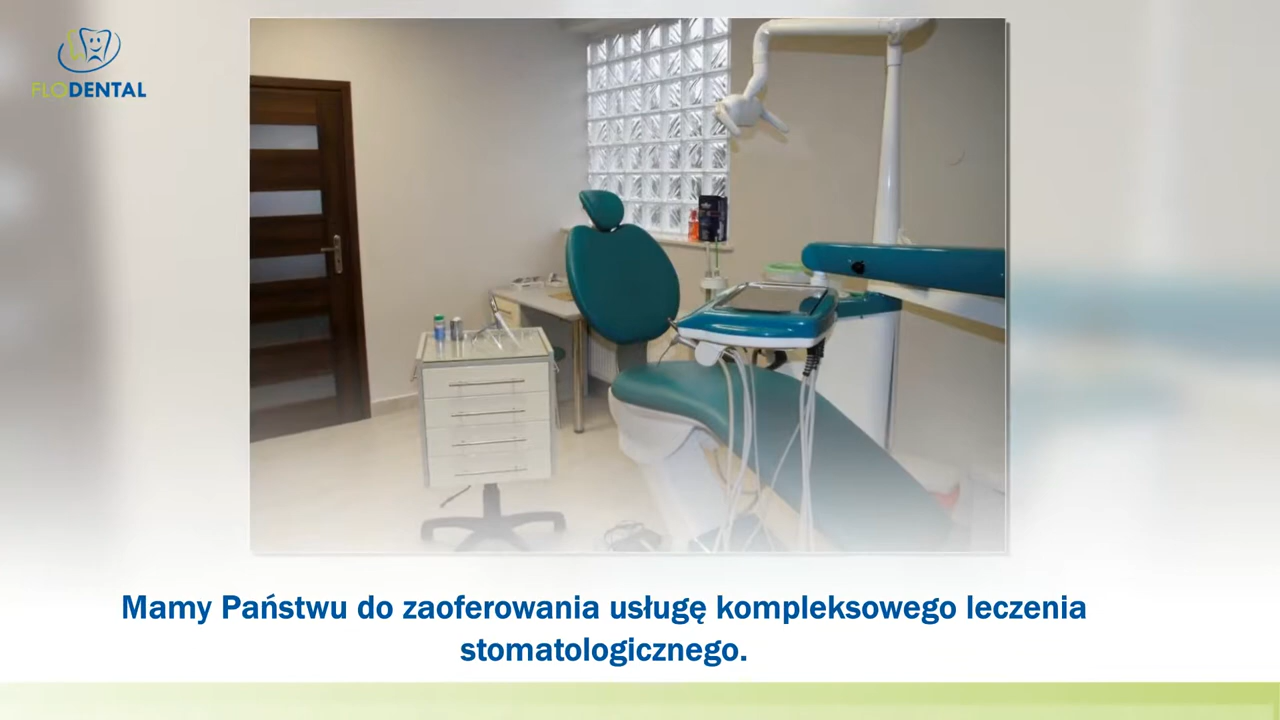 FLODENTAL
Mamy Państwu do zaoferowania usługę kompleksowego leczenia
stomatologicznego.